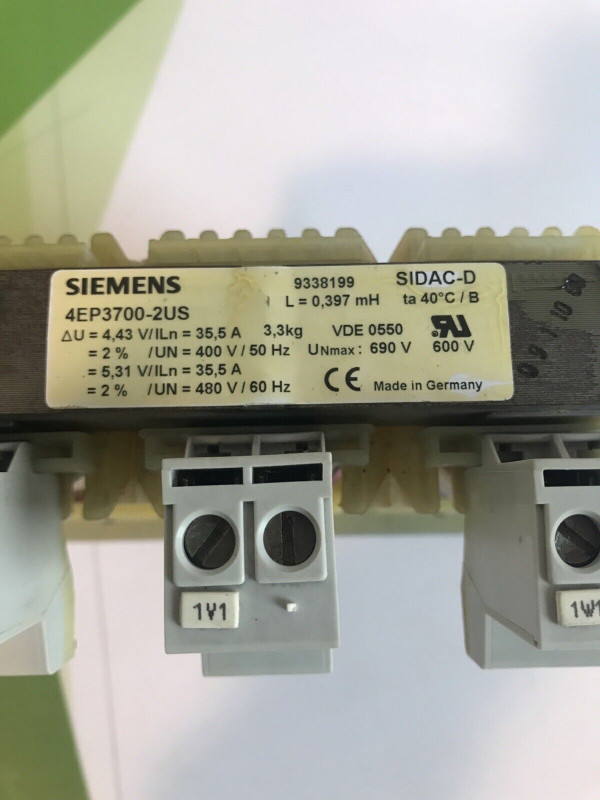 SIEMENS 9338199 SIDAC-D
4EP3700-2US L = 0,397 mH ta 40°C / B
ΔU = 4,43 V/ILn = 35,5 A 3,3kg VDE 0550
= 2 % /UN = 400 V / 50 Hz UNmax: 690 V 600 V
= 5,31 V/ILn = 35,5 A
= 2 % /UN = 480 V / 60 Hz CE Made in Germany
1V1
1W1